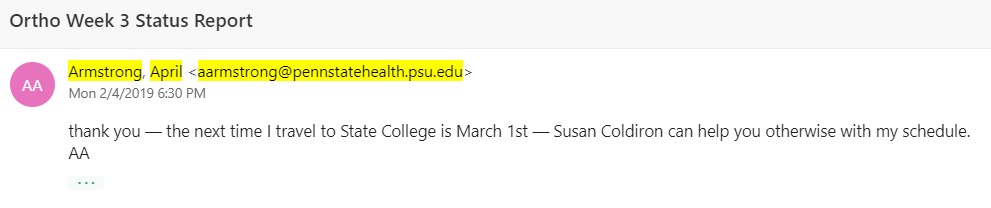 Ortho Week 3 Status Report
AA
Armstrong, April <aarmstrong@pennstatehealth.psu.edu>
Mon 2/4/2019 6:30 PM
thank you — the next time I travel to State College is March 1st — Susan Coldiron can help you otherwise with my schedule.
AA
...